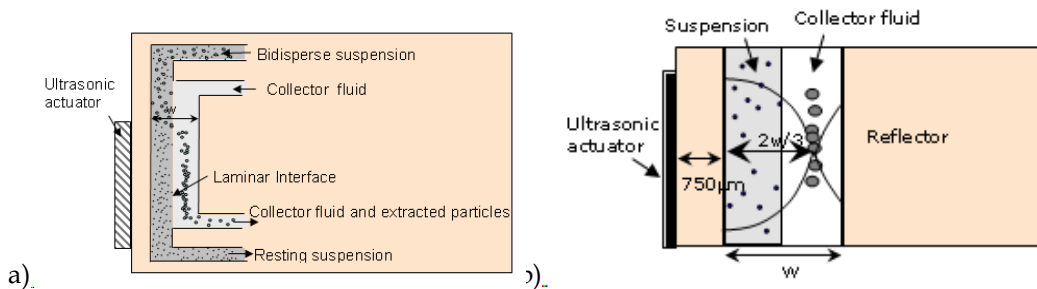 Bidisperse suspension
Ultrasonic
actuator
Collector fluid
w
Laminar Interface
Collector fluid and extracted particles
Resting suspension
a)
Suspension
Collector fluid
Ultrasonic
actuator
2w/3
Reflector
750µm
w
).